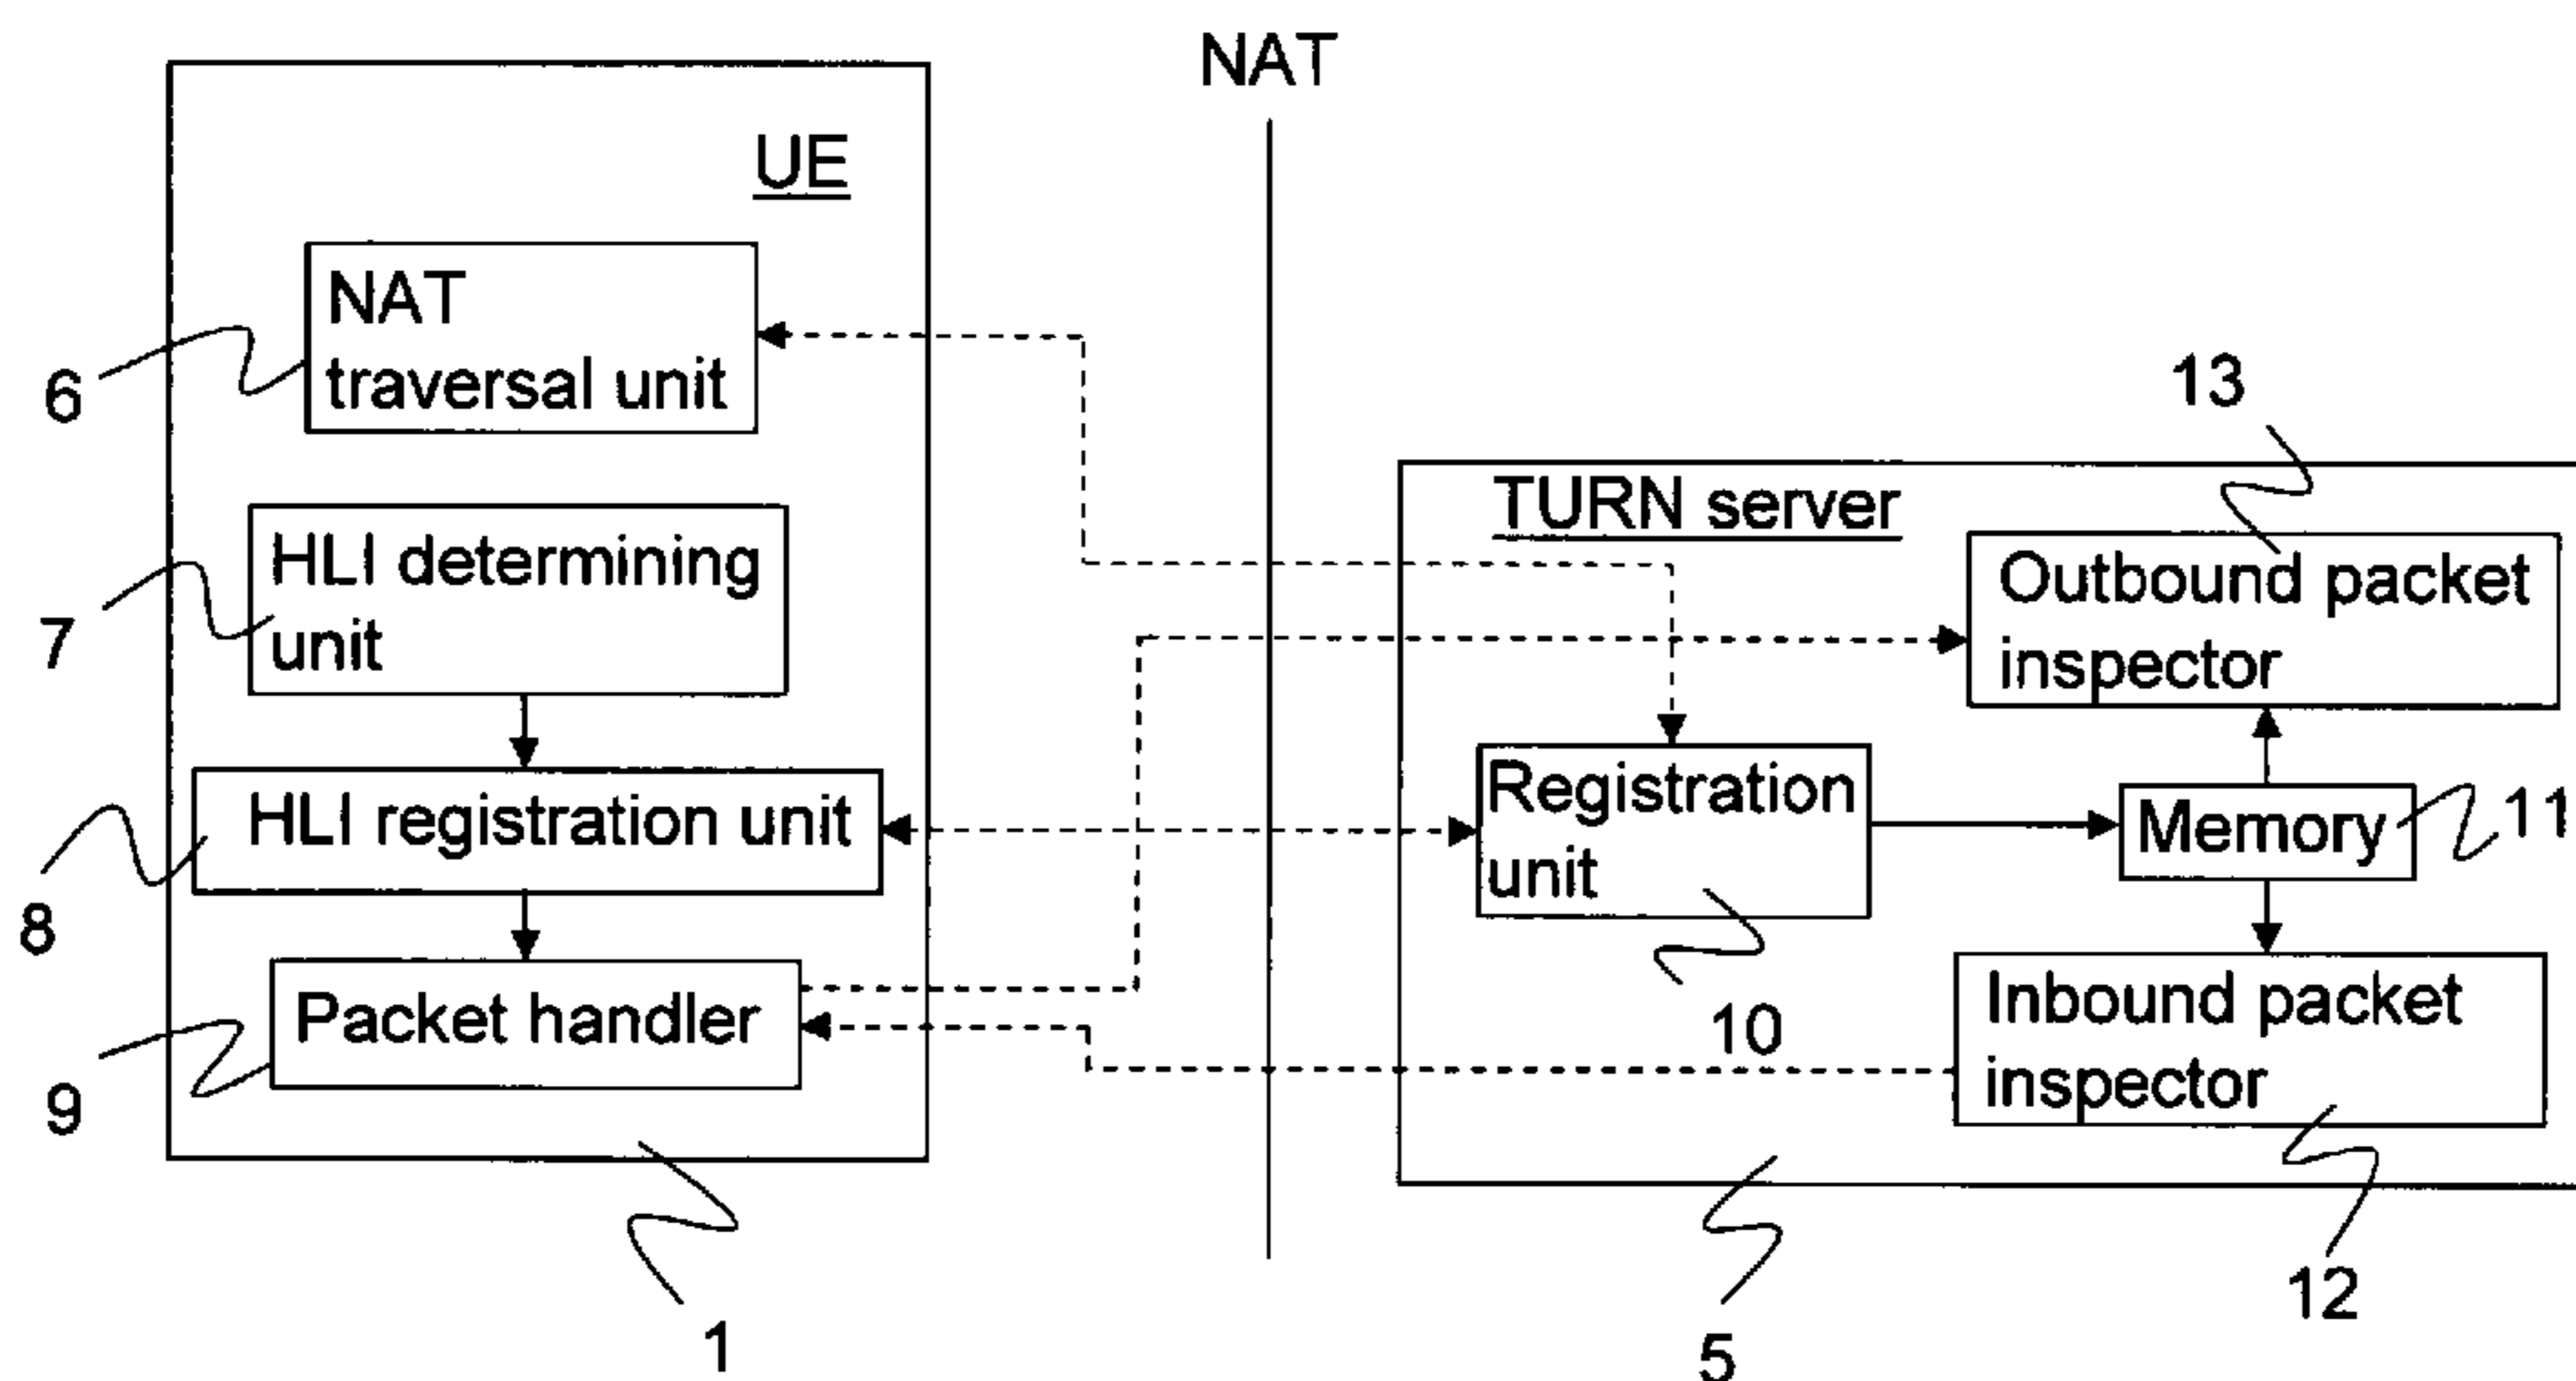 NAT
UE
NAT
traversal unit
6
13
TURN server
HLI determining
unit
7
Outbound packet
inspector
HLI registration unit
8
Registration
unit
Memory
11
10
Packet handler
9
Inbound packet
inspector
12
1
5